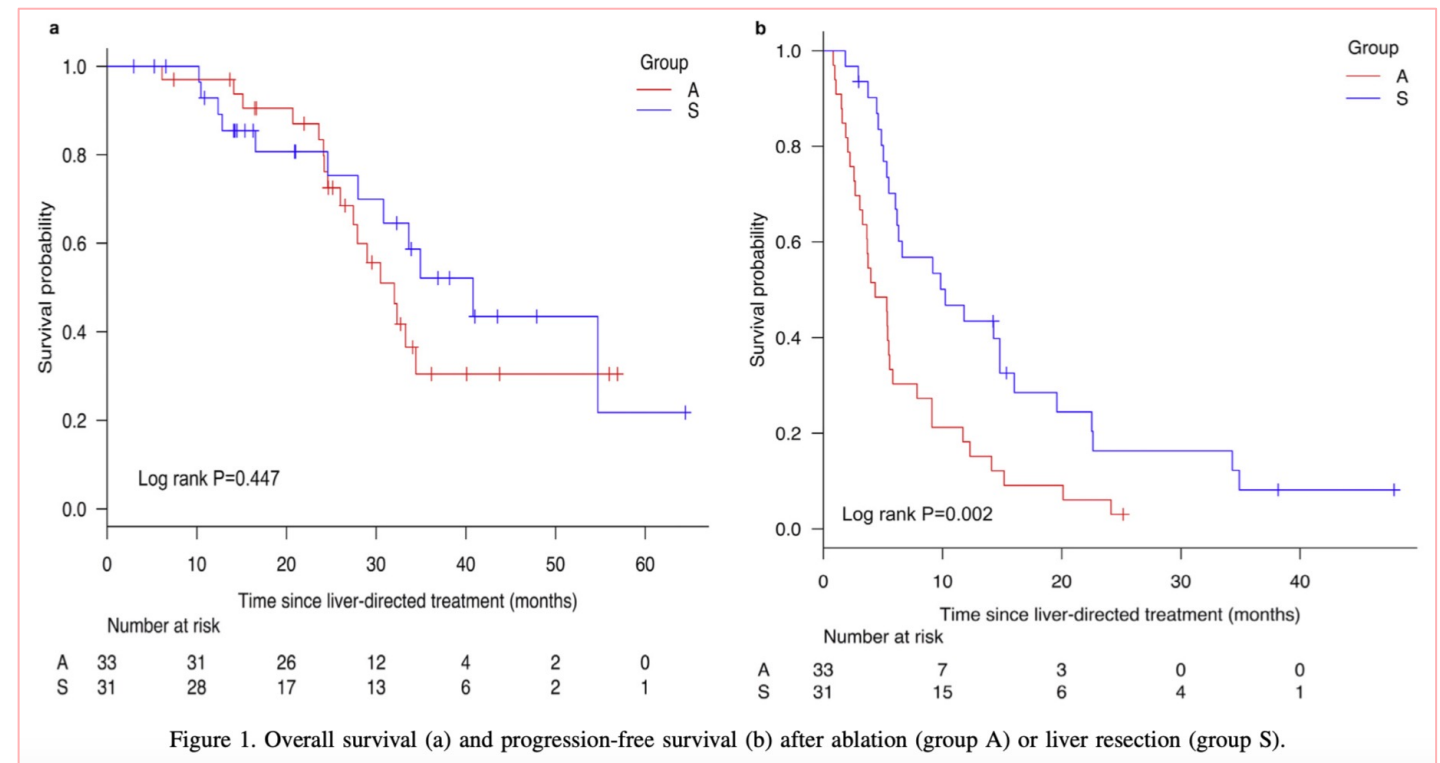 a
Group
A
S
1.0
0.8
0.6
0.4
0.2
0.0
Survival probability
Log rank P=0.447
0 10 20 30 40 50 60
Time since liver-directed treatment (months)
Number at risk
A 33 31 26 12 4 2 0
S 31 28 17 13 6 2 1
b
Group
A
S
1.0
0.8
0.6
0.4
0.2
0.0
Survival probability
Log rank P=0.002
0 10 20 30 40
Time since liver-directed treatment (months)
Number at risk
A 33 7 3 0 0
S 31 15 6 4 1
Figure 1. Overall survival (a) and progression-free survival (b) after ablation (group A) or liver resection (group S).